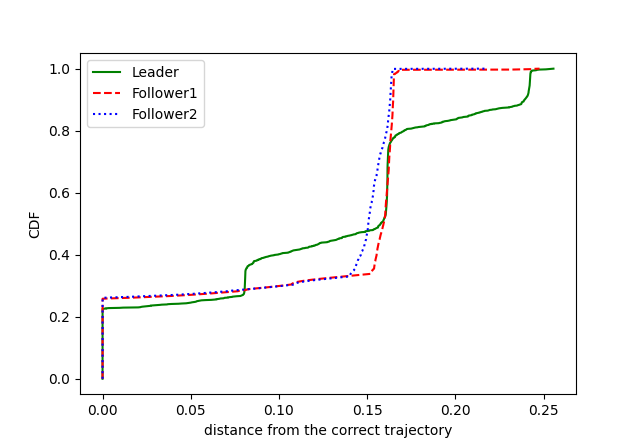 1.0
0.8
0.6
0.4
0.2
0.0
CDF
Leader
Follower1
Follower2
0.00 0.05 0.10 0.15 0.20 0.25
distance from the correct trajectory